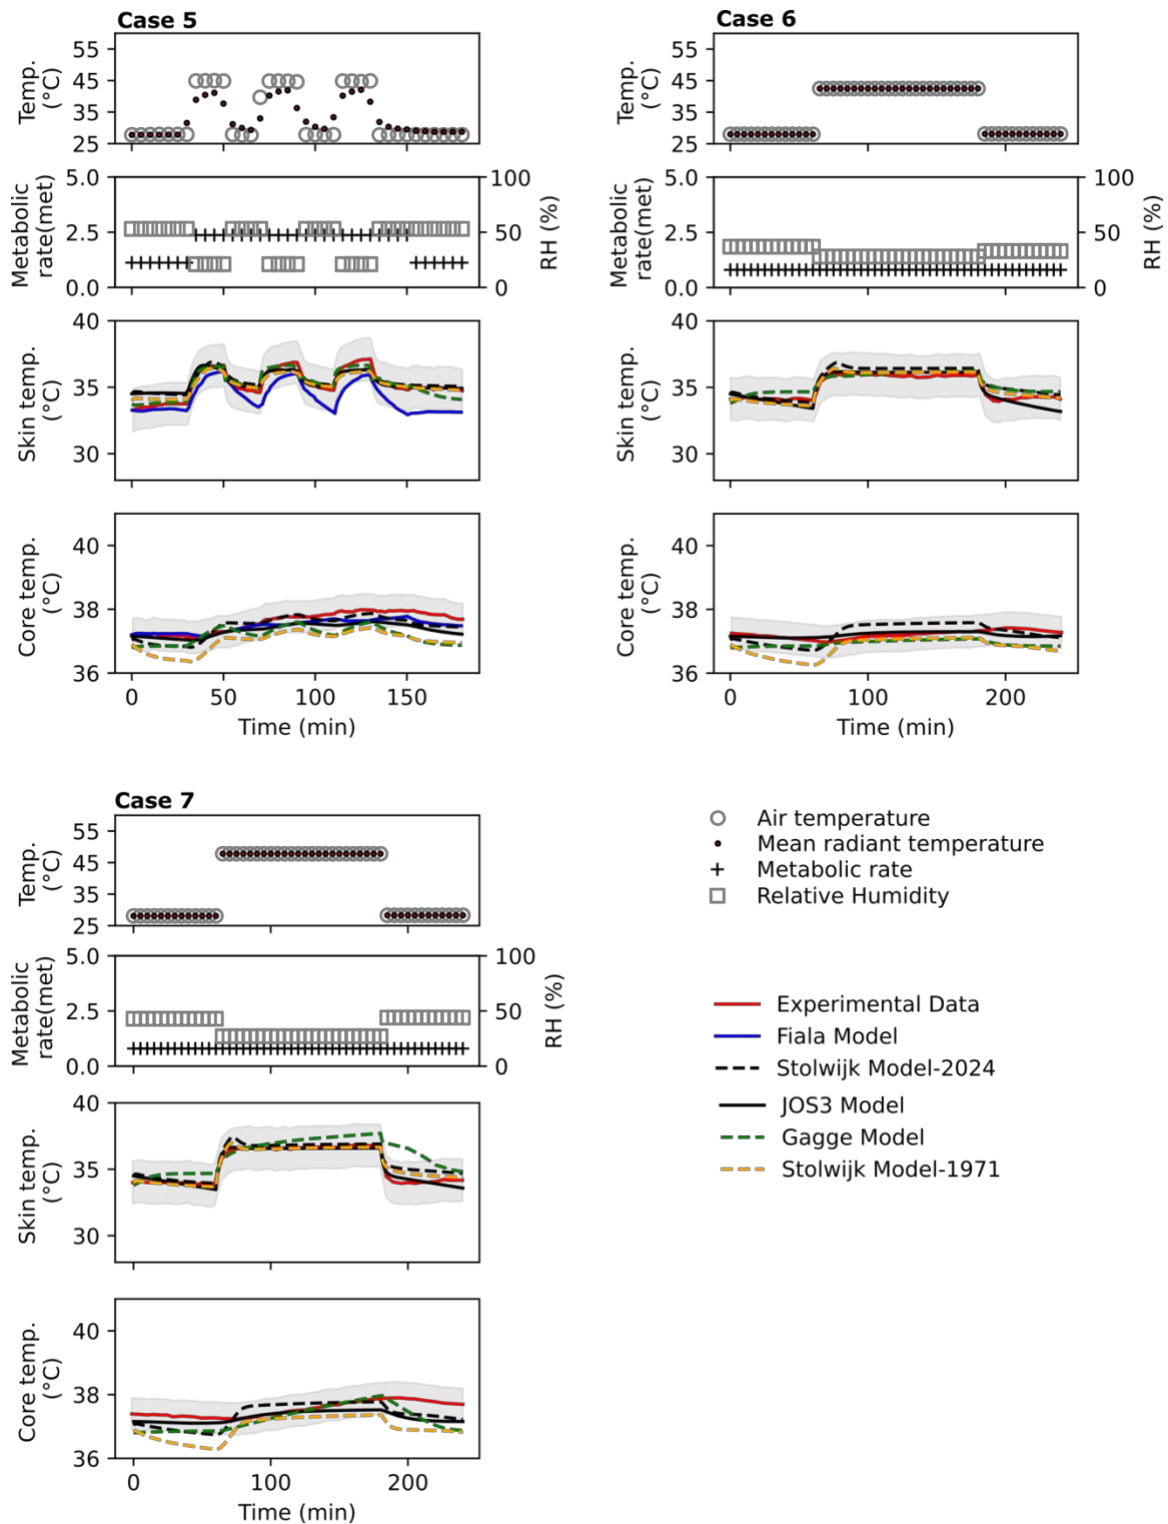 Case 5
Temp.
(°C)
55
45
35
25
Metabolic
rate(met)
5.0
2.5
0.0
100
50
0
RH (%)
Skin temp.
(°C)
40
35
30
Core temp.
(°C)
40
38
36
0
50
100
150
Time (min)
Case 6
Temp.
(°C)
55
45
35
25
Metabolic
rate(met)
5.0
2.5
0.0
100
50
0
RH (%)
Skin temp.
(°C)
40
35
30
Core temp.
(°C)
40
38
36
0
100
200
Time (min)
Case 7
Temp.
(°C)
55
45
35
25
Metabolic
rate(met)
5.0
2.5
0.0
100
50
0
RH (%)
Skin temp.
(°C)
40
35
30
Core temp.
(°C)
40
38
36
0
100
200
Time (min)
Air temperature
Mean radiant temperature
Metabolic rate
Relative Humidity
Experimental Data
Fiala Model
Stolwijk Model-2024
JOS3 Model
Gagge Model
Stolwijk Model-1971